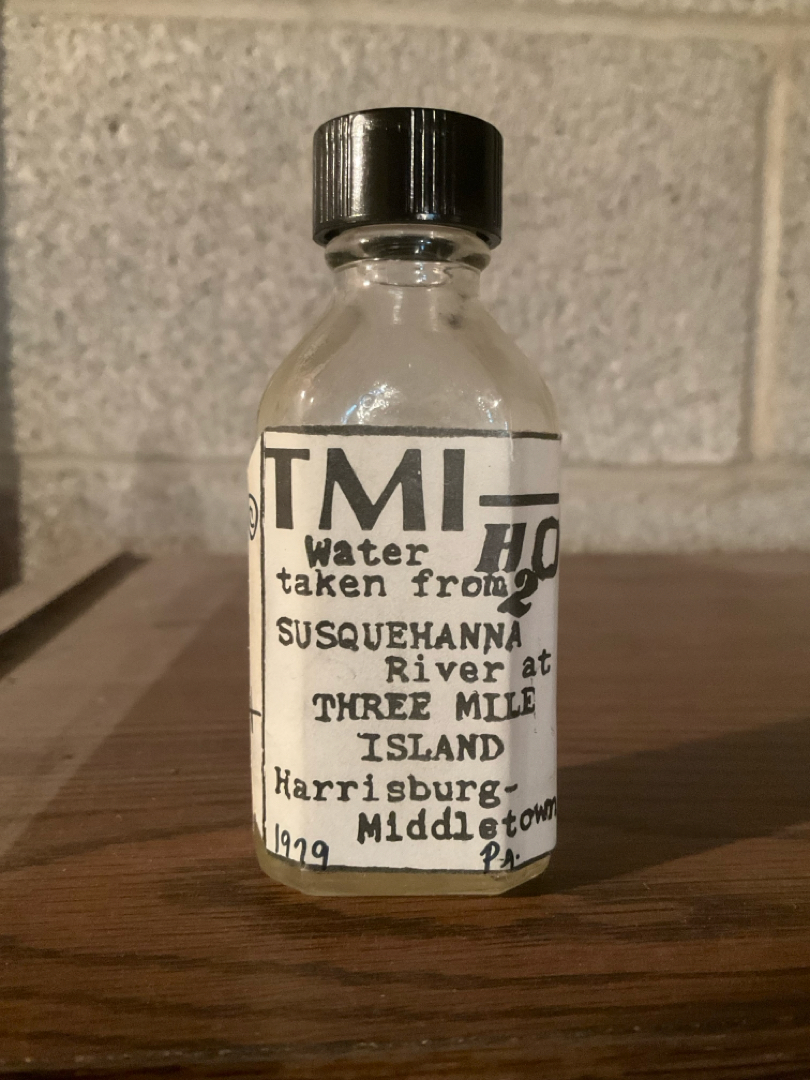 TMI—
H2O
Water
taken from
SUSQUEHANNA
River at
THREE MILE
ISLAND
Harrisburg-
Middletown
1979 PA.
©